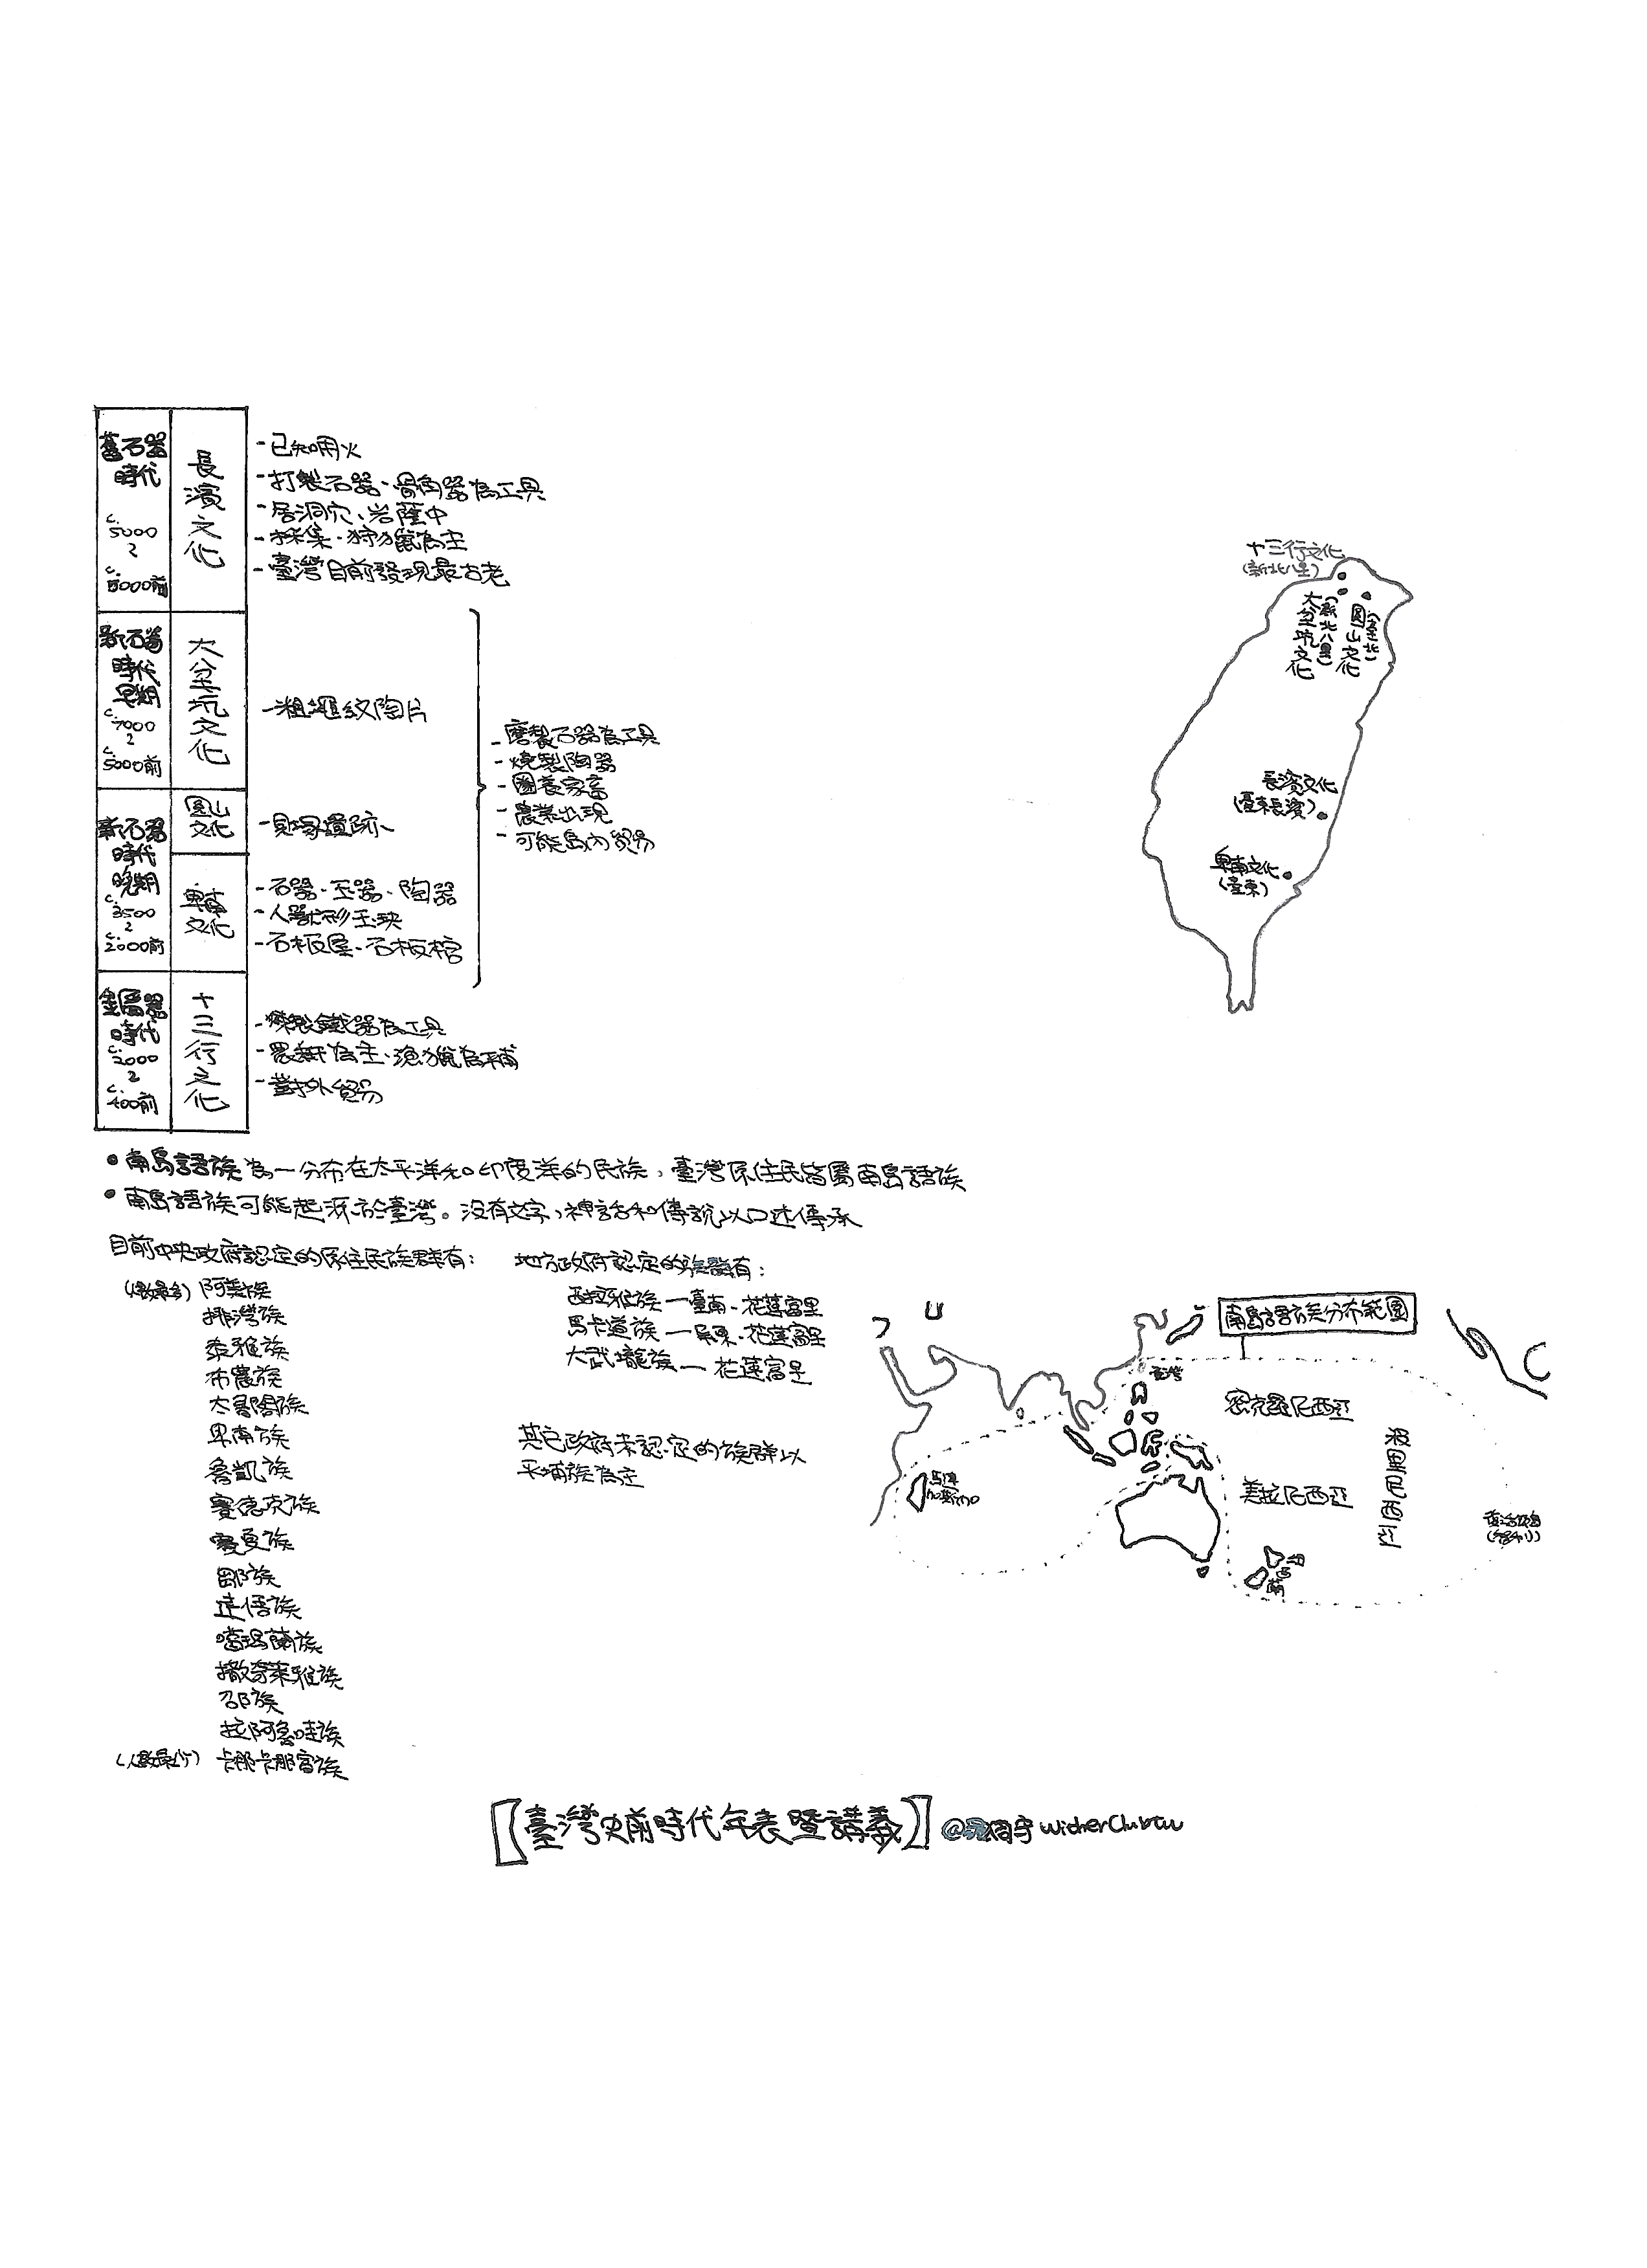 舊石器
時代
c.
5000
~
c.
5000前
長濱文化
-已知用火
-打製石器、骨角器為工具
-居洞穴、岩蔭中
-採集、狩獵為主
-臺灣目前發現最古老
新石器
時代
早期
c.
7000
~
c.
5000前
大坌坑文化
-粗繩紋陶片
新石器
時代
晚期
c.
3500
~
c.
2000前
圓山
文化
-貝塚遺跡
卑南
文化
-石器、玉器、陶器
-人獸形玉玦
-石板屋、石板棺
-磨製石器為工具
-燒製陶器
-圈養家畜
-農業出現
-可能島內貿易
金屬器
時代
c.
2000
~
c.
400前
十三行文化
-煉製鐵器為工具
-農耕為主、漁獵為輔
-對外貿易
十三行文化
(新北八里)
大坌坑文化
(新北八里)
圓山文化
(臺北)
長濱文化
(臺東長濱)
卑南文化
(臺東)
•南島語族為一分布在太平洋和印度洋的民族，臺灣原住民皆屬南島語族
•南島語族可能起源於臺灣。沒有文字，神話和傳說以口述傳承
目前中央政府認定的原住民族群有：
(人數最多) 阿美族
排灣族
泰雅族
布農族
太魯閣族
卑南族
魯凱族
賽德克族
賽夏族
鄒族
達悟族
噶瑪蘭族
撒奇萊雅族
邵族
拉阿魯哇族
(人數最少) 卡那卡那富族
地方政府認定的族群有：
西拉雅族—臺南、花蓮富里
馬卡道族—屏東、花蓮富里
大武壠族—花蓮富里
其它政府未認定的族群以
平埔族為主
南島語族分布範圍
臺灣
密克羅尼西亞
美拉尼西亞
玻里尼西亞
馬達
加斯加
紐西蘭
復活節島
(智利)
【臺灣史前時代年表暨講義】